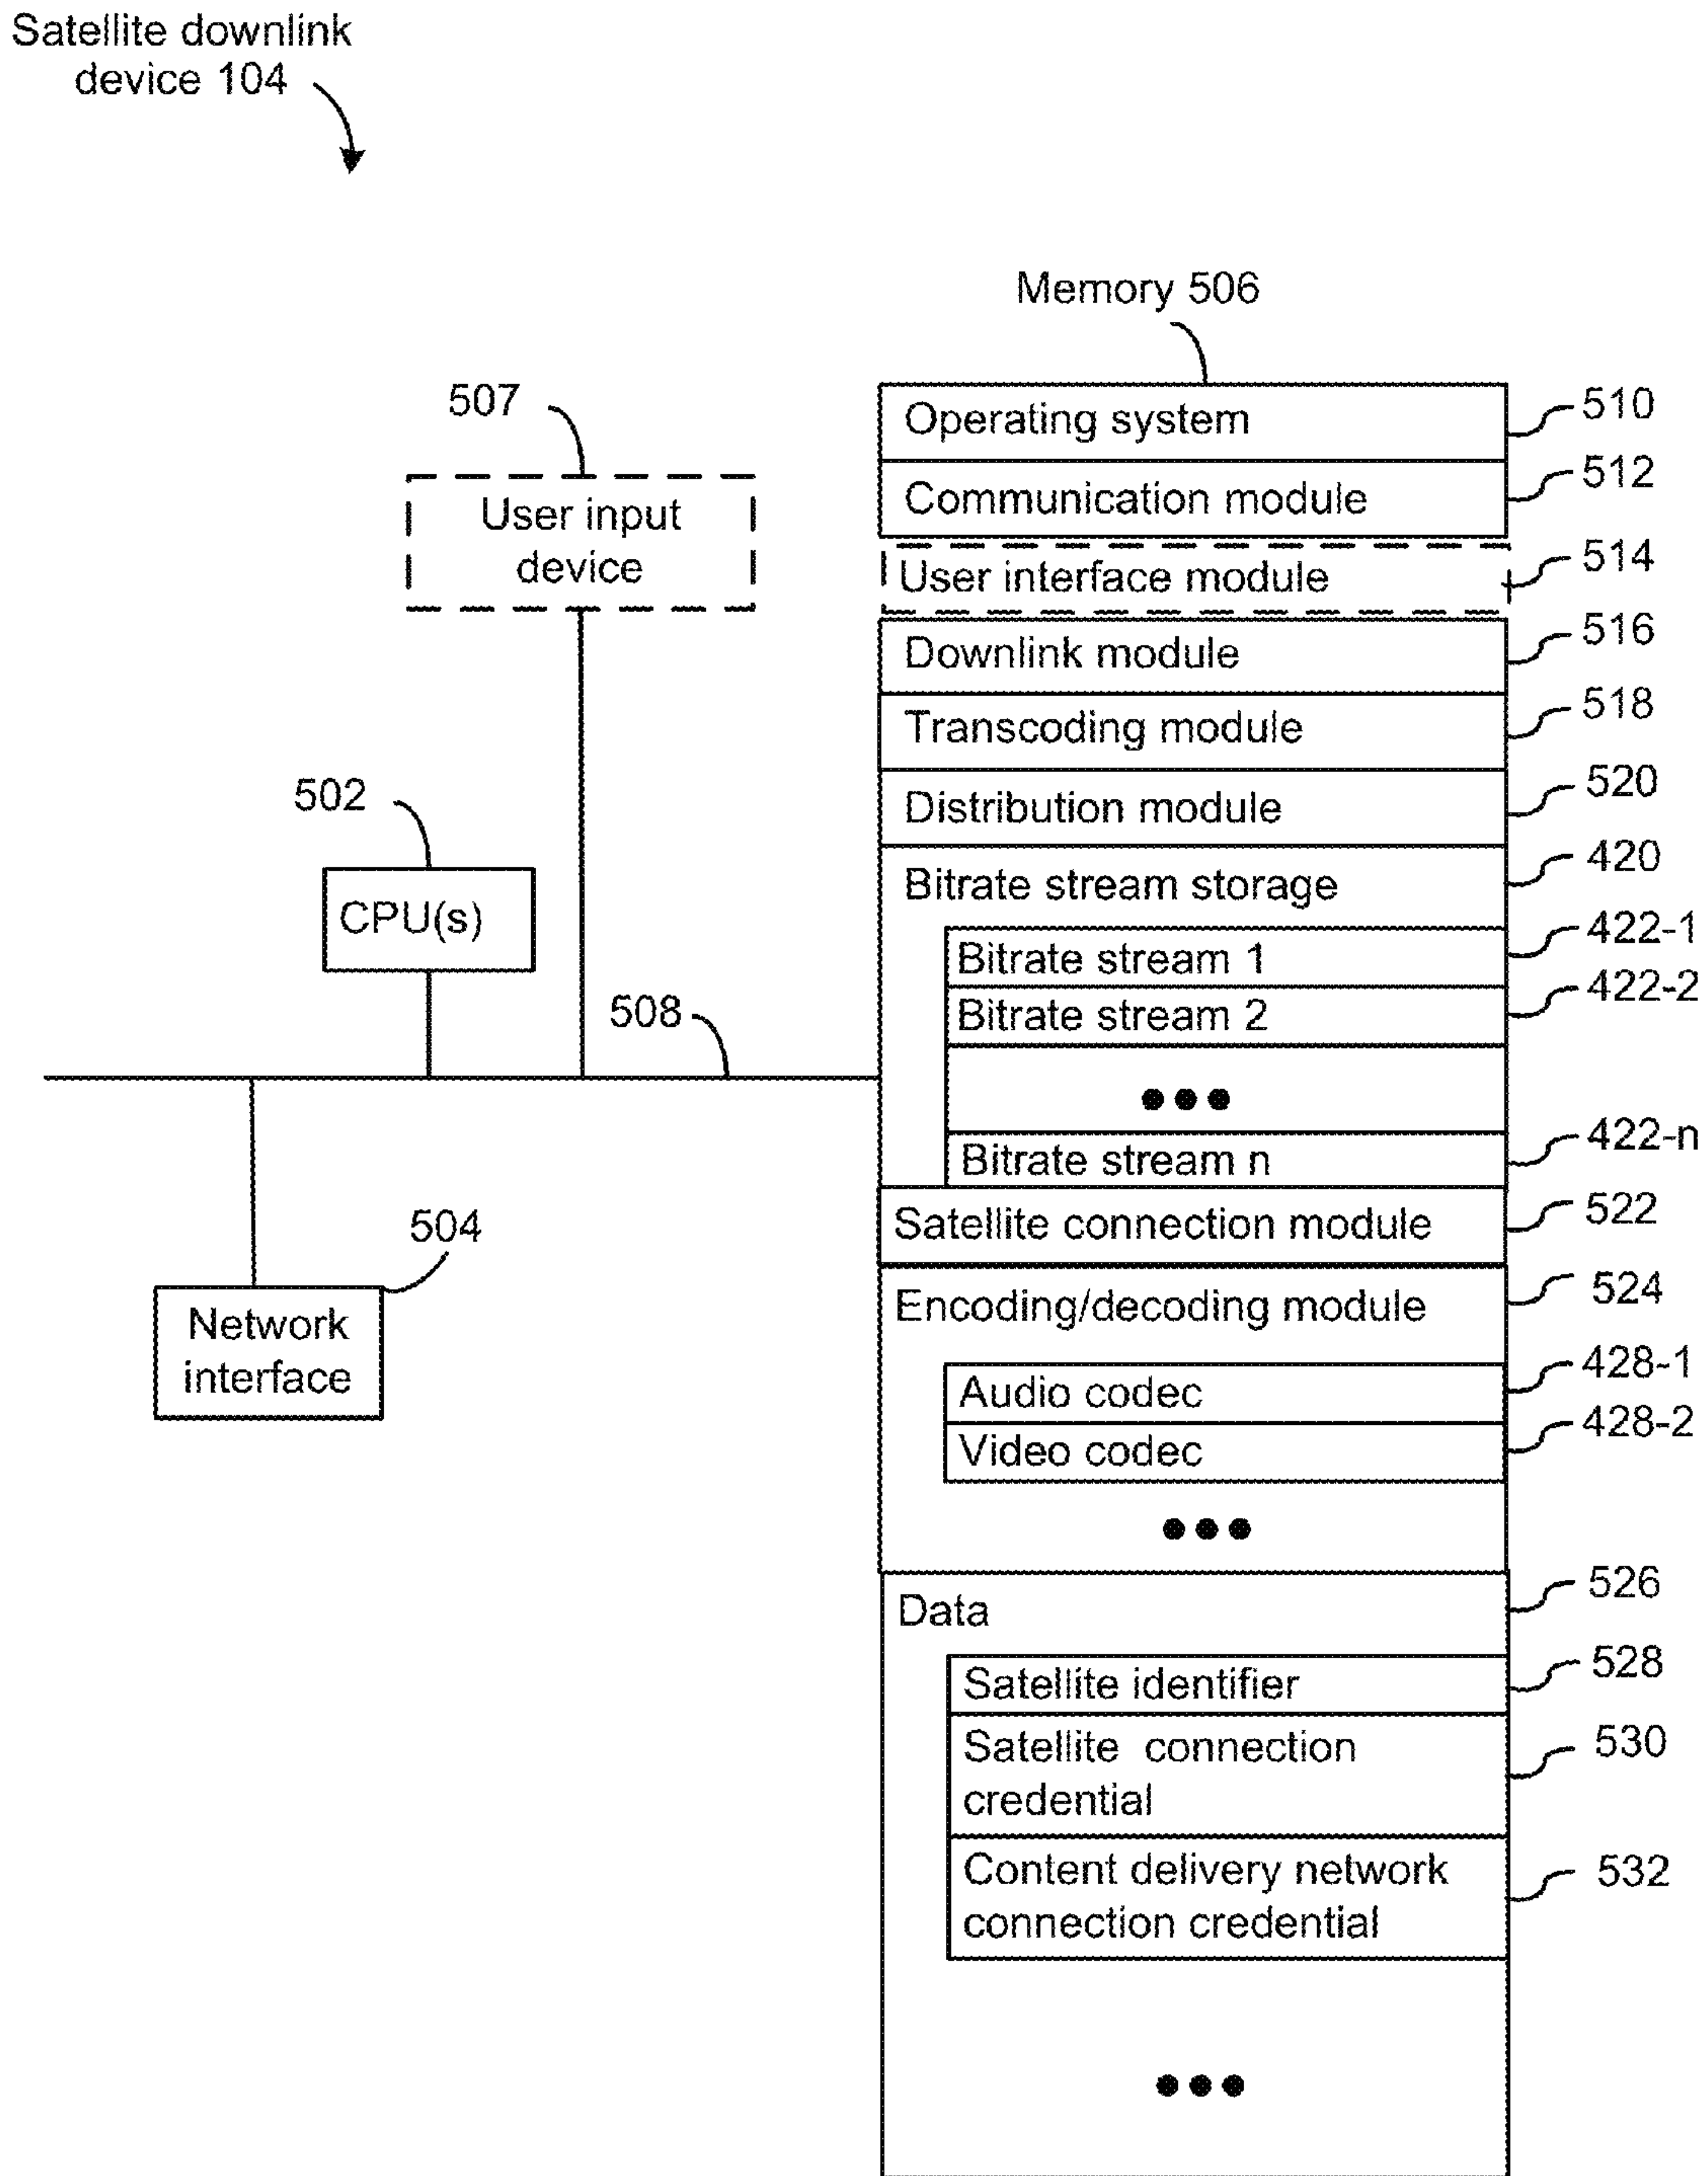 Satellite downlink
device 104
Memory 506
507
User input
device
502
CPU(s)
508
504
Network
interface
Operating system
510
Communication module
512
User interface module
514
Downlink module
516
Transcoding module
518
Distribution module
520
Bitrate stream storage
420
Bitrate stream 1
422-1
Bitrate stream 2
422-2
Bitrate stream n
422-n
Satellite connection module
522
Encoding/decoding module
524
Audio codec
428-1
Video codec
428-2
Data
526
Satellite identifier
528
Satellite connection
credential
530
Content delivery network
connection credential
532